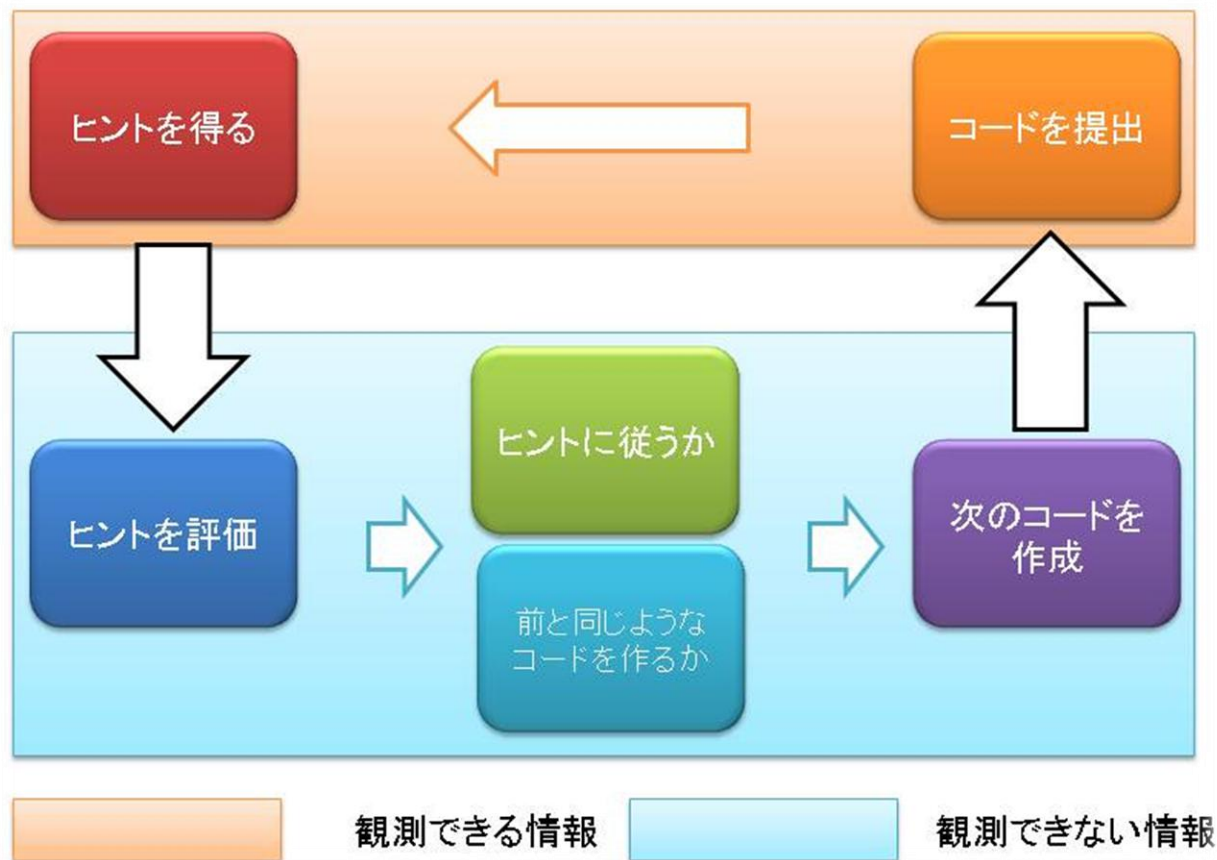 ヒントを得る
コードを提出
ヒントを評価
ヒントに従うか
前と同じような
コードを作るか
次のコードを
作成
観測できる情報
観測できない情報